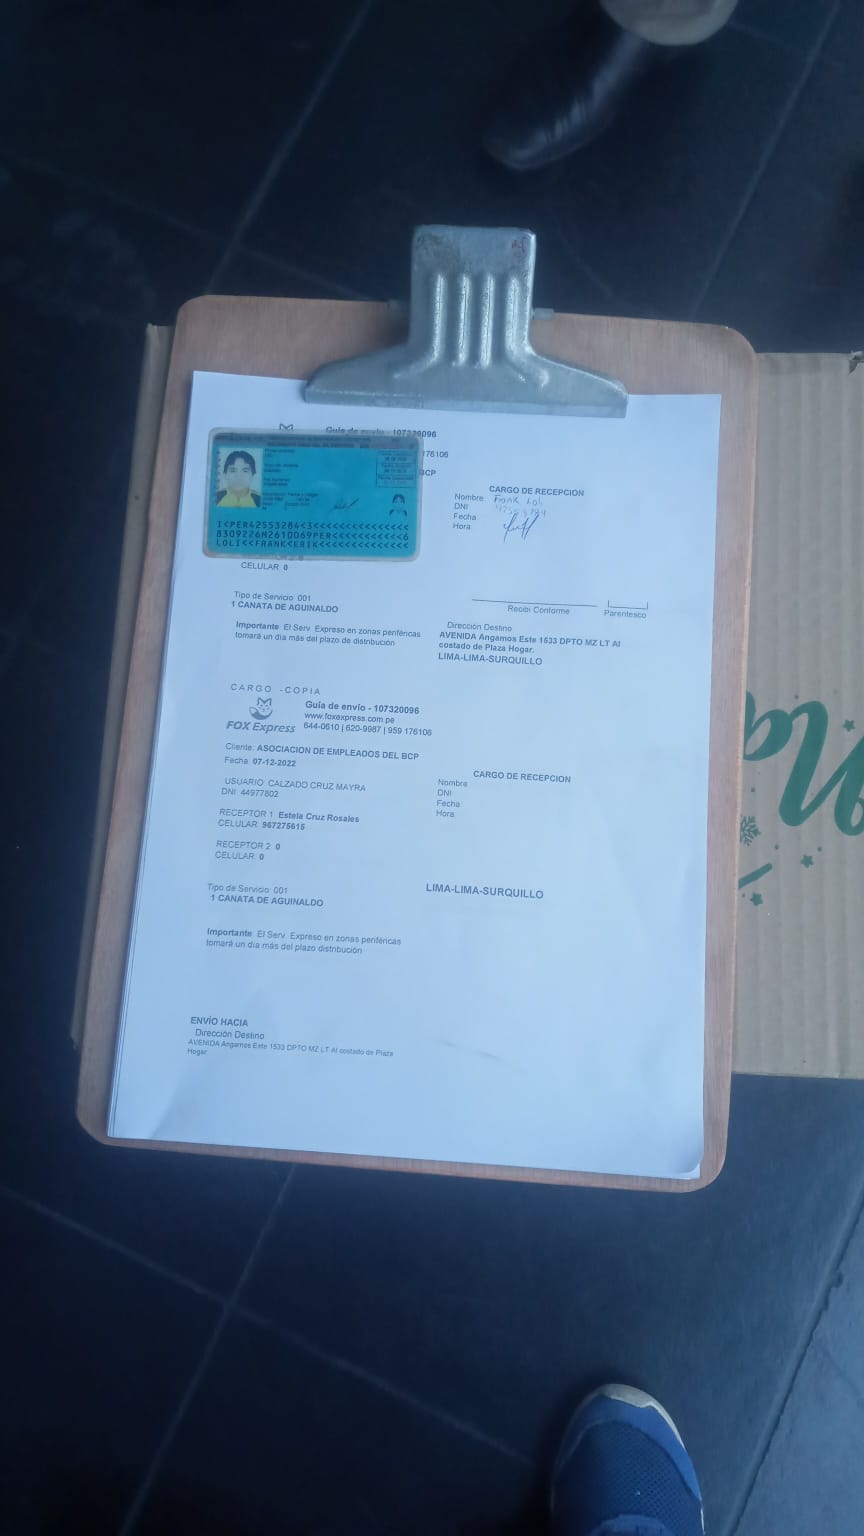 Guía de envío - 107320096
176106
BCP
I<PER42553286<3<<<<<<<<<<<<<<<
8309226M2610069PER<<<<<<<<<<<6
LOLI<<FRANK<ERIK<<<<<<<<<<<<<<
CARGO DE RECEPCION
Nombre Frank Loli
DNI
Fecha
Hora
CELULAR 0
Tipo de Servicio 001
1 CANATA DE AGUINALDO
Importante El Serv. Expreso en zonas periféricas
tomará un día más del plazo de distribución
Recibi Conforme
Parentesco
Dirección Destino
AVENIDA Angamos Este 1533 DPTO MZ LT Al
costado de Plaza Hogar.
LIMA-LIMA-SURQUILLO
CARGO - COPIA
FOX Express
Guía de envío - 107320096
www.foxexpress.com.pe
644-0610 | 620-9987 | 959 176106
Cliente: ASOCIACION DE EMPLEADOS DEL BCP
Fecha 07-12-2022
USUARIO: CALZADO CRUZ MAYRA
DNI 44977802
RECEPTOR 1 Estela Cruz Rosales
CELULAR 967275615
RECEPTOR 2 0
CELULAR 0
CARGO DE RECEPCION
Nombre
DNI
Fecha
Hora
Tipo de Servicio 001
1 CANATA DE AGUINALDO
LIMA-LIMA-SURQUILLO
Importante El Serv. Expreso en zonas periféricas
tomará un día más del plazo distribución
ENVÍO HACIA
Dirección Destino
AVENIDA Angamos Este 1533 DPTO MZ LT Al costado de Plaza
Hogar